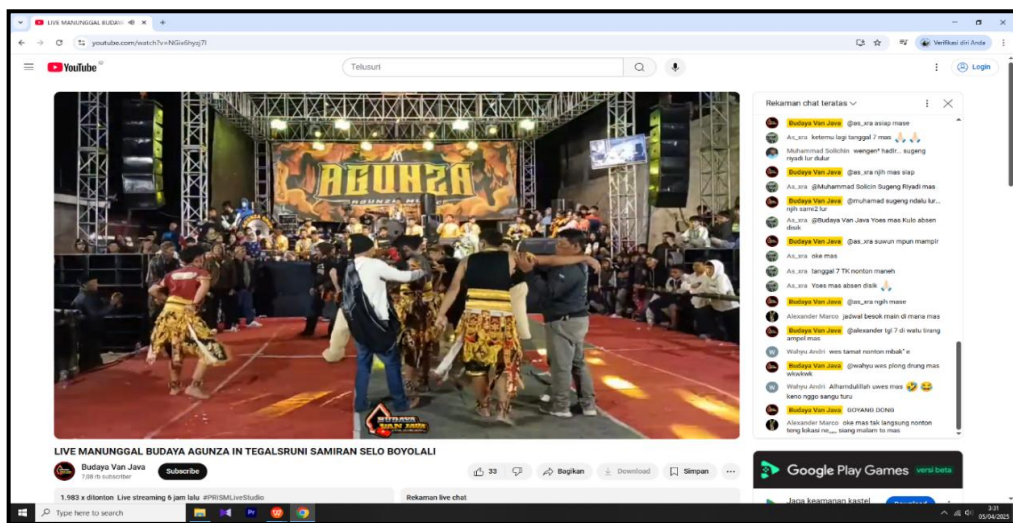 LIVE MANUNGGAL BUDAY
youtube.com/watch?v=NGix6hyzj7I
Verifikasi diri Anda
YouTube
Telusuri
Login
AGUNZA
BUDAYA
VAN JAVA
LIVE MANUNGGAL BUDAYA AGUNZA IN TEGALSRUNI SAMIRAN SELO BOYOLALI
Budaya Van Java
7,08 rb subscriber
Subscribe
33
Bagikan
Download
Simpan
1.983 x ditonton Live streaming 6 jam lalu #PRISMLiveStudio
Rekaman live chat
Rekaman chat teratas
Budaya Van Java @as_xra asiap mase
As_xra ketemu lagi tanggal 7 mas 🙏🙏
Muhammad Solichin wengen* hadir... sugeng
riyadi lur dulur
Budaya Van Java @as_xra njih mas siap
As_xra @Muhammad Solicin Sugeng Riyadi mas
Budaya Van Java @muhamad sugeng ndalu lur...
njih sami2 lur
As_xra @Budaya Van Java Yoes mas Kulo absen
disik
Budaya Van Java @as_xra suwun mpun mampir
As_xra oke mas
As_xra tanggal 7 TK nonton maneh
As_xra Yoes mas absen disik 🙏
Budaya Van Java @as_xra ngih mase
Alexander Marco jadwal besok main di mana mas
Budaya Van Java @alexander tgl 7 di watu tirang
ampel mas
Wahyu Andri wes tamat nonton mbak" e
Budaya Van Java @wahyu wes plong drung mas
wkwkwk
Wahyu Andri Alhamdulillah uwes mas 🤣😂
keno nggo sangu turu
Budaya Van Java GOYANG DONG
Alexander Marco oke mas tak langsung nonton
teng lokasi ne,,,, siang malam to mas
Google Play Games versi beta
Jaga keamanan kastel
Download
Type here to search
3:31
05/04/2025